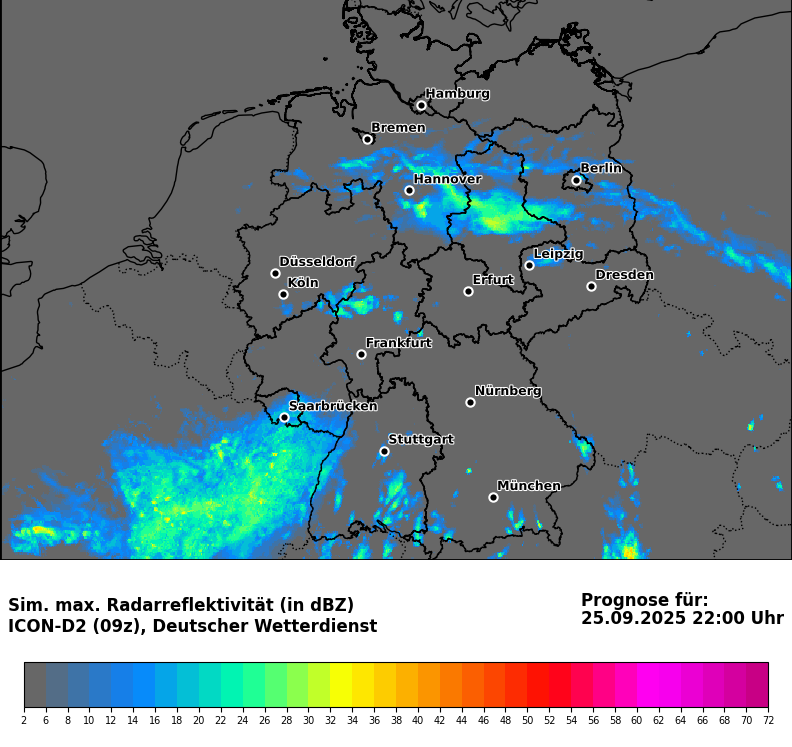 Hamburg
Bremen
Berlin
Hannover
Leipzig
Düsseldorf
Dresden
Köln
Erfurt
Frankfurt
Nürnberg
Saarbrücken
Stuttgart
München
Sim. max. Radarreflektivität (in dBZ)
ICON-D2 (09z), Deutscher Wetterdienst
Prognose für:
25.09.2025 22:00 Uhr
2 6 8 10 12 14 16 18 20 22 24 26 28 30 32 34 36 38 40 42 44 46 48 50 52 54 56 58 60 62 64 66 68 70 72